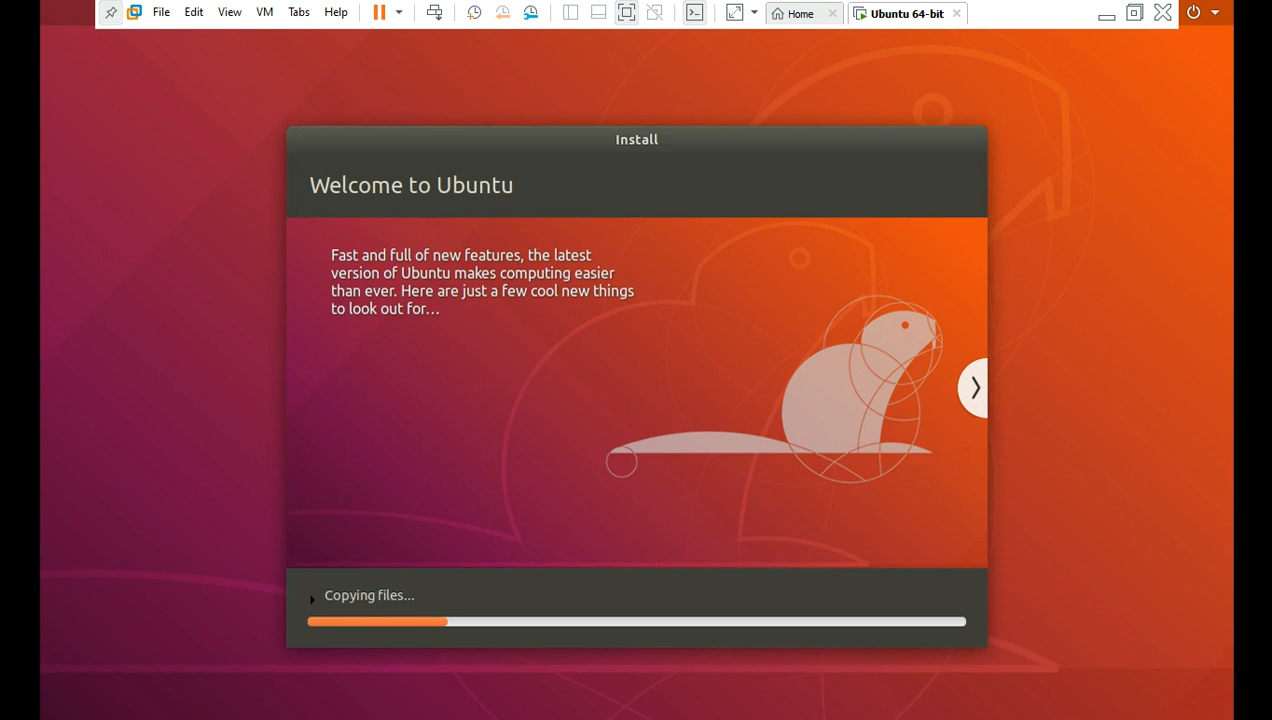 File Edit View VM Tabs Help Home Ubuntu 64-bit
Install
Welcome to Ubuntu
Fast and full of new features, the latest
version of Ubuntu makes computing easier
than ever. Here are just a few cool new things
to look out for...
Copying files...